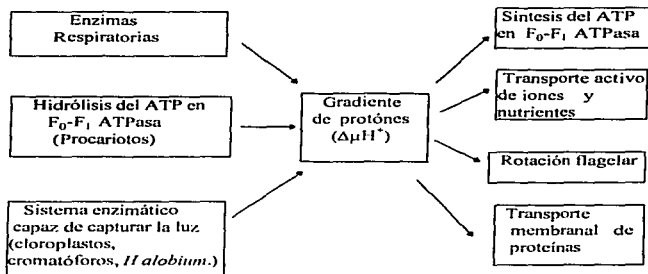 Enzimas
Respiratorias
Hidrólisis del ATP en
F₀-F₁ ATPasa
(Procariotos)
Sistema enzimático
capaz de capturar la luz
(cloroplastos,
cromatóforos, H alobium.)
Gradiente
de protónes
(ΔμH⁺)
Síntesis del ATP
en F₀-F₁ ATPasa
Transporte activo
de iones y
nutrientes
Rotación flagelar
Transporte
membranal de
proteínas